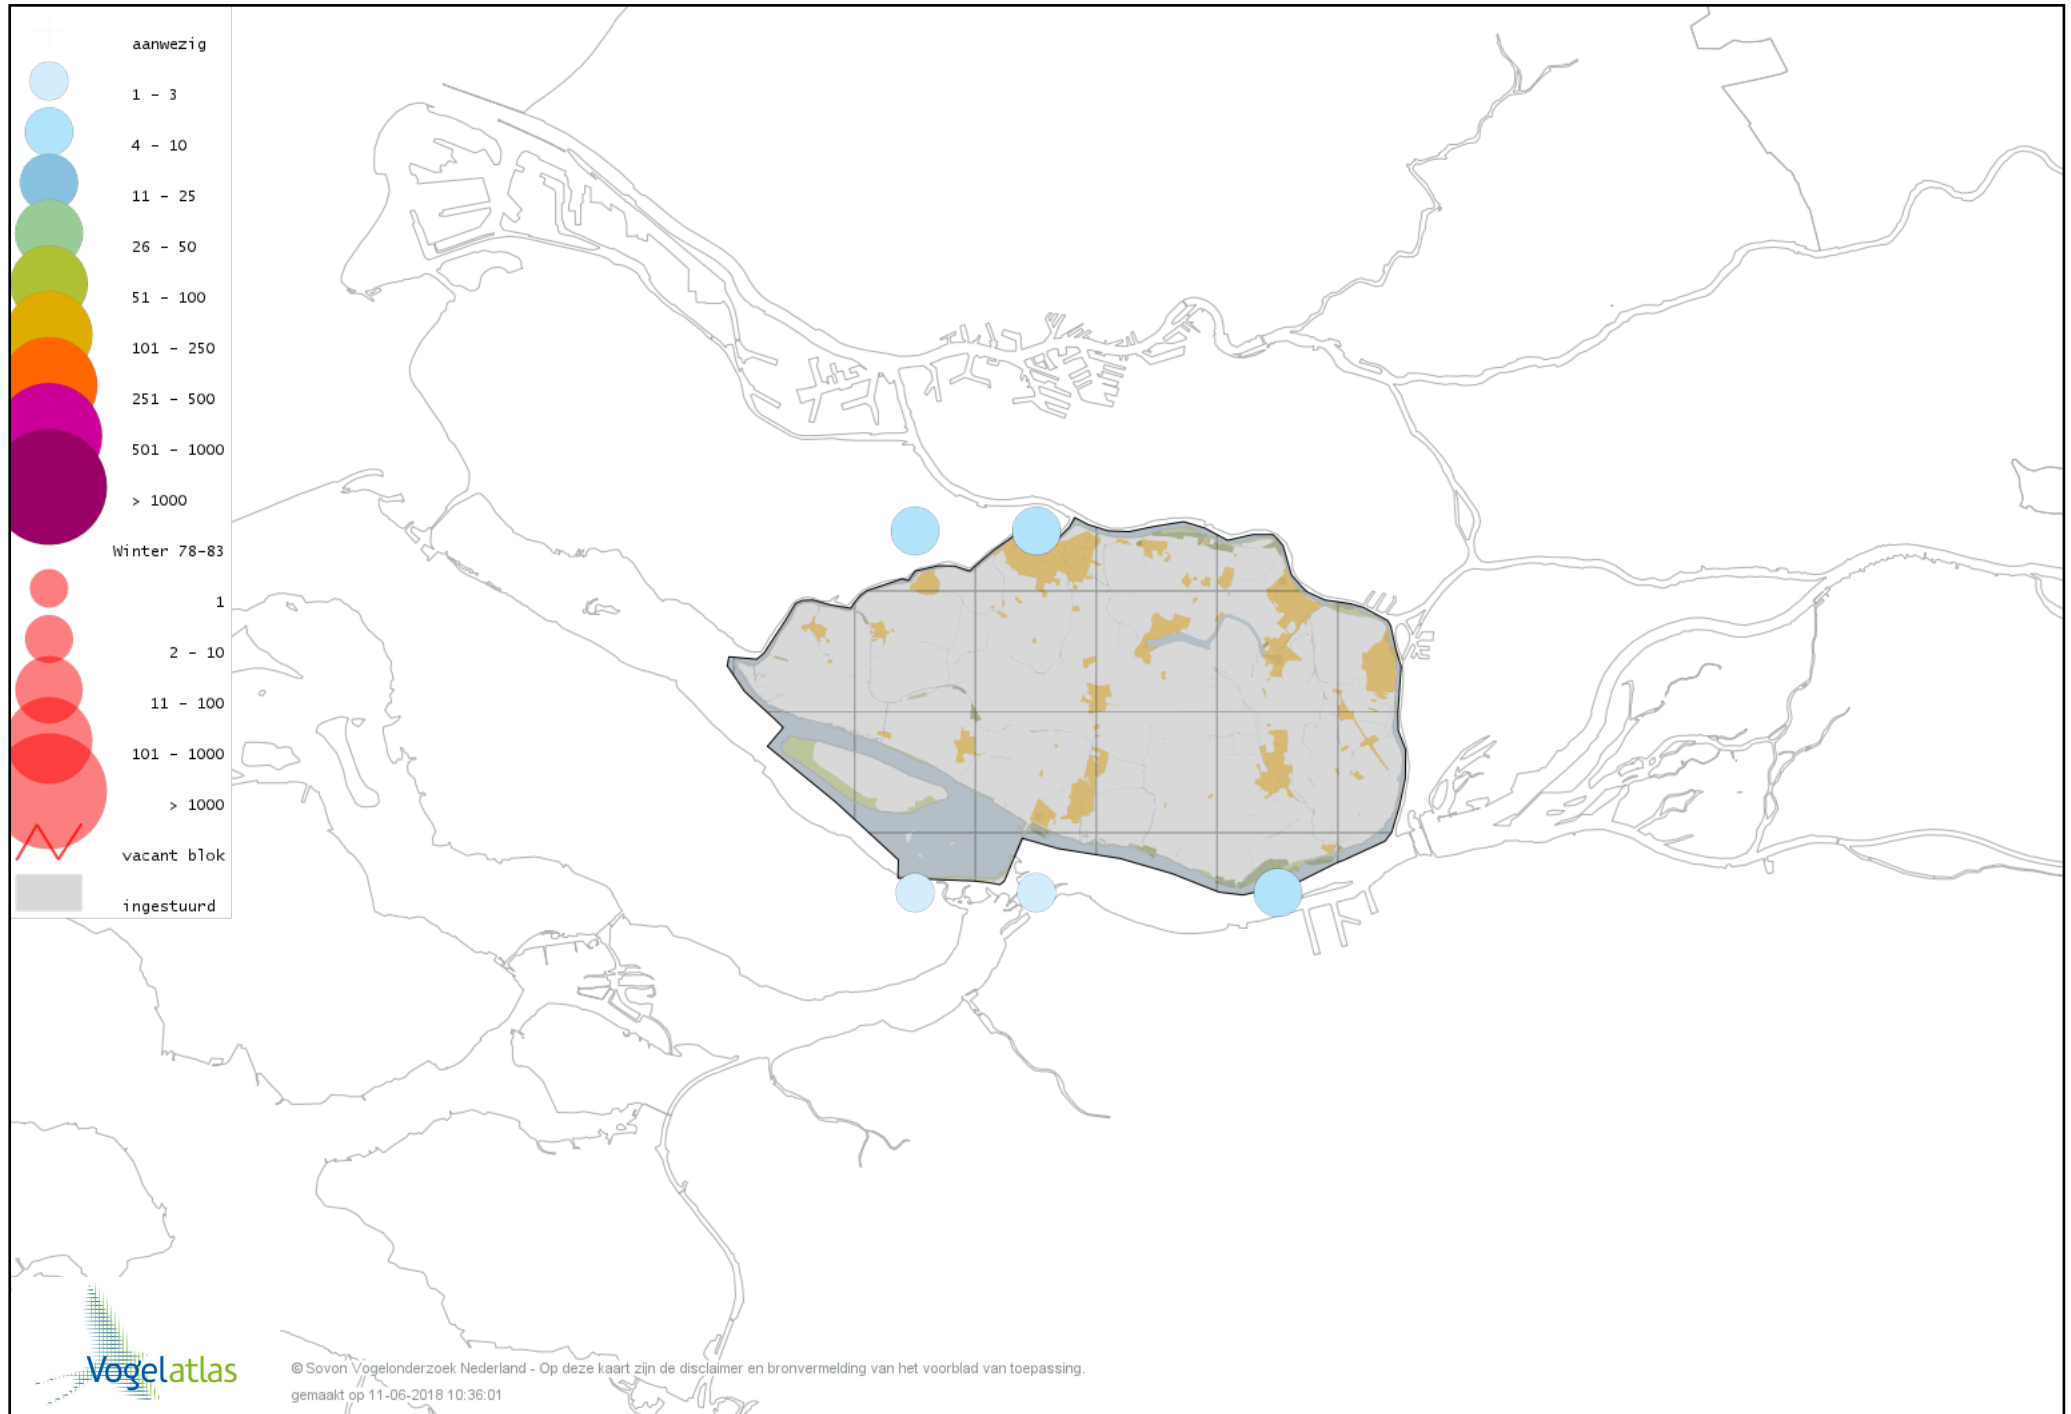 aanwezig
1 - 3
4 - 10
11 - 25
26 - 50
51 - 100
101 - 250
251 - 500
501 - 1000
> 1000
Winter 78-83
1
2 - 10
11 - 100
101 - 1000
> 1000
vacant blok
ingestuurd
Vogelatlas
© Sovon Vogelonderzoek Nederland - Op deze kaart zijn de disclaimer en bronvermelding van het voorblad van toepassing.
gemaakt op 11-06-2018 10:36:01